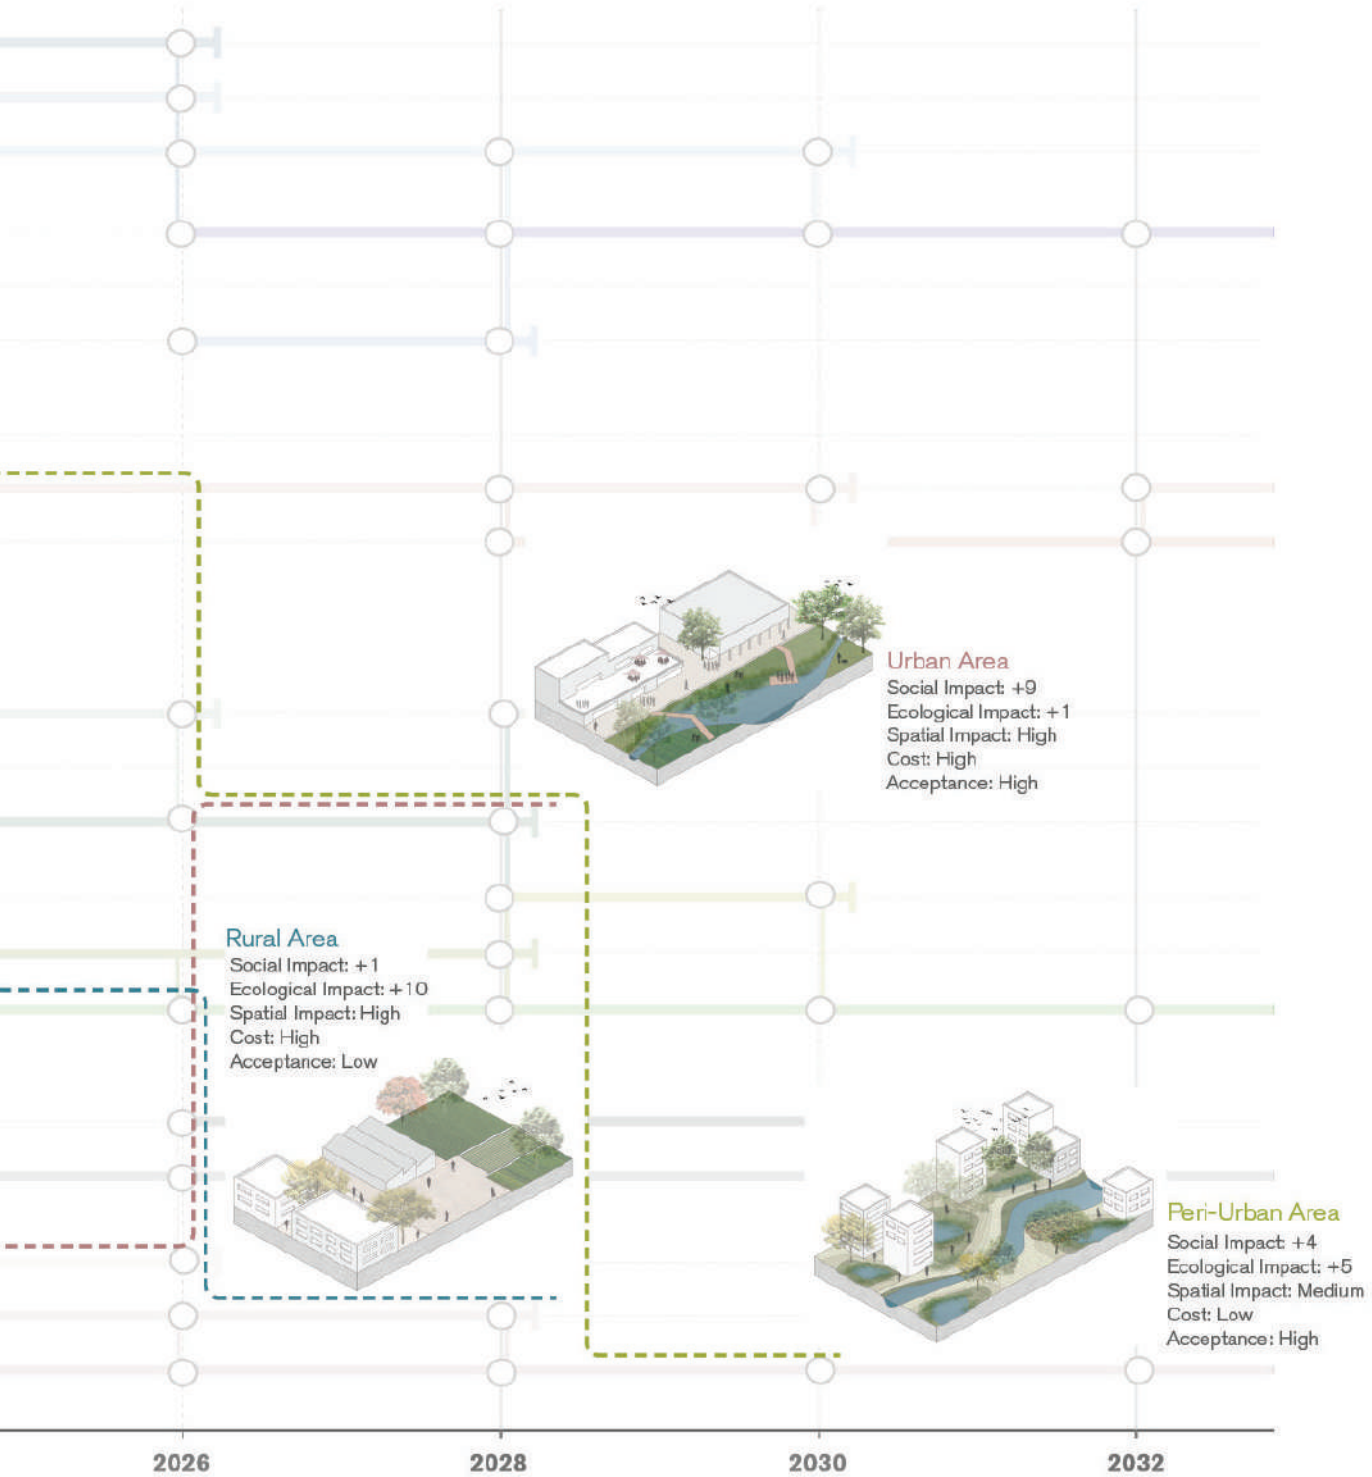 Urban Area
Social Impact: +9
Ecological Impact: +1
Spatial Impact: High
Cost: High
Acceptance: High
Rural Area
Social Impact: +1
Ecological Impact: +10
Spatial Impact: High
Cost: High
Acceptance: Low
Peri-Urban Area
Social Impact: +4
Ecological Impact: +5
Spatial Impact: Medium
Cost: Low
Acceptance: High
2026 2028 2030 2032